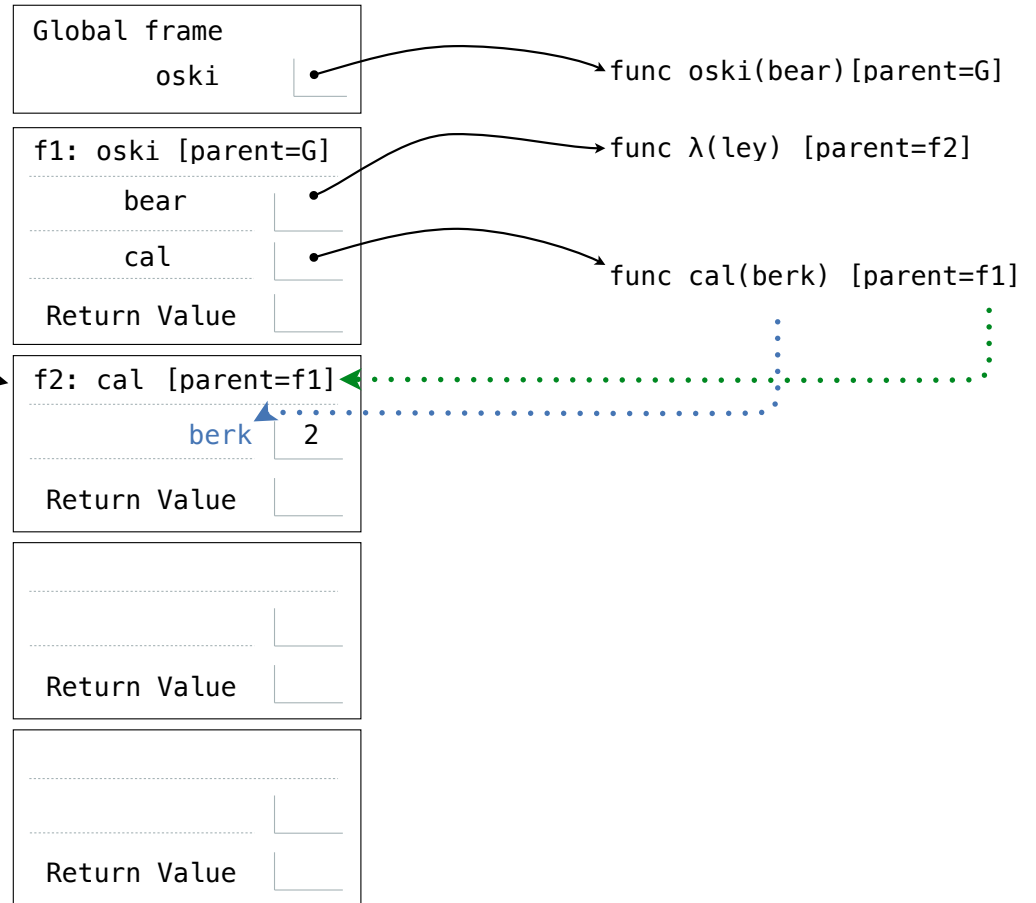 Global frame
oski
func oski(bear)[parent=G]
f1: oski [parent=G]
func λ(ley) [parent=f2]
bear
cal
func cal(berk) [parent=f1]
Return Value
f2: cal [parent=f1]
berk 2
Return Value
Return Value
Return Value